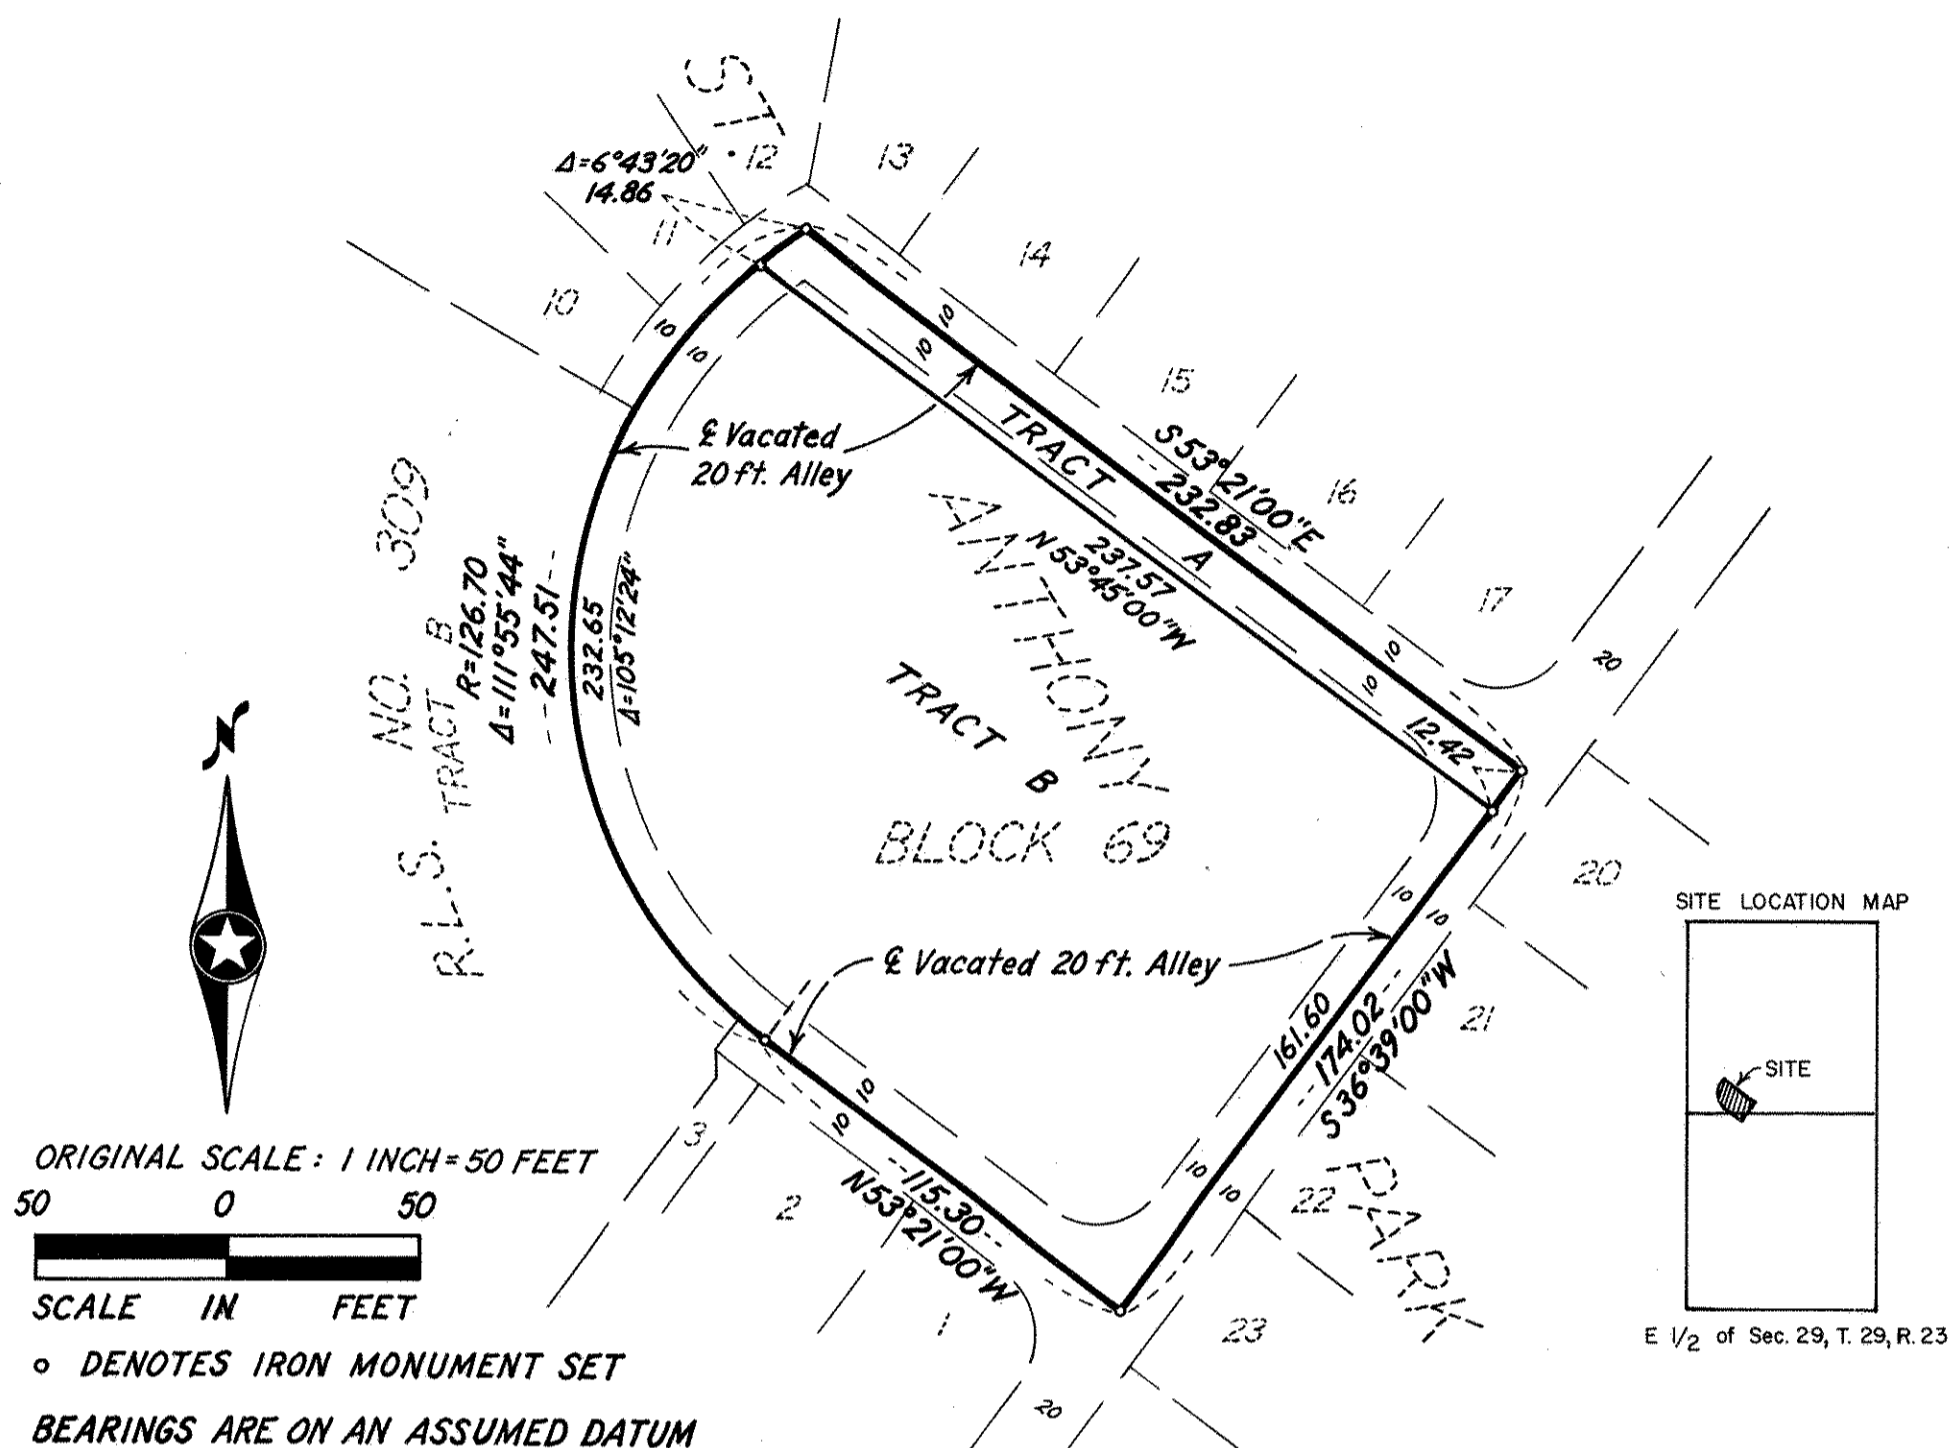 ST.
12
13
Δ=6°43'20"
14.86
11
14
10
10
10
10
10
15
℄ Vacated
20 ft. Alley
TRACT A
S 53°21'00"E
232.83
16
237.57
N 53°45'00"W
17
20
R.L.S. NO. 309
TRACT B
R=126.70
Δ=111°55'44"
247.51
232.65
Δ=105°12'24"
ANTHONY
TRACT B
BLOCK 69
10
10
12.42
20
10
10
℄ Vacated 20 ft. Alley
161.60
174.02
S 36°39'00"W
21
N
10
10
3
2
115.30
N53°21'00"W
1
10
10
22
PARK
23
20
SITE LOCATION MAP
SITE
E 1/2 of Sec. 29, T. 29, R. 23
ORIGINAL SCALE: 1 INCH = 50 FEET
50 0 50
SCALE IN FEET
o DENOTES IRON MONUMENT SET
BEARINGS ARE ON AN ASSUMED DATUM